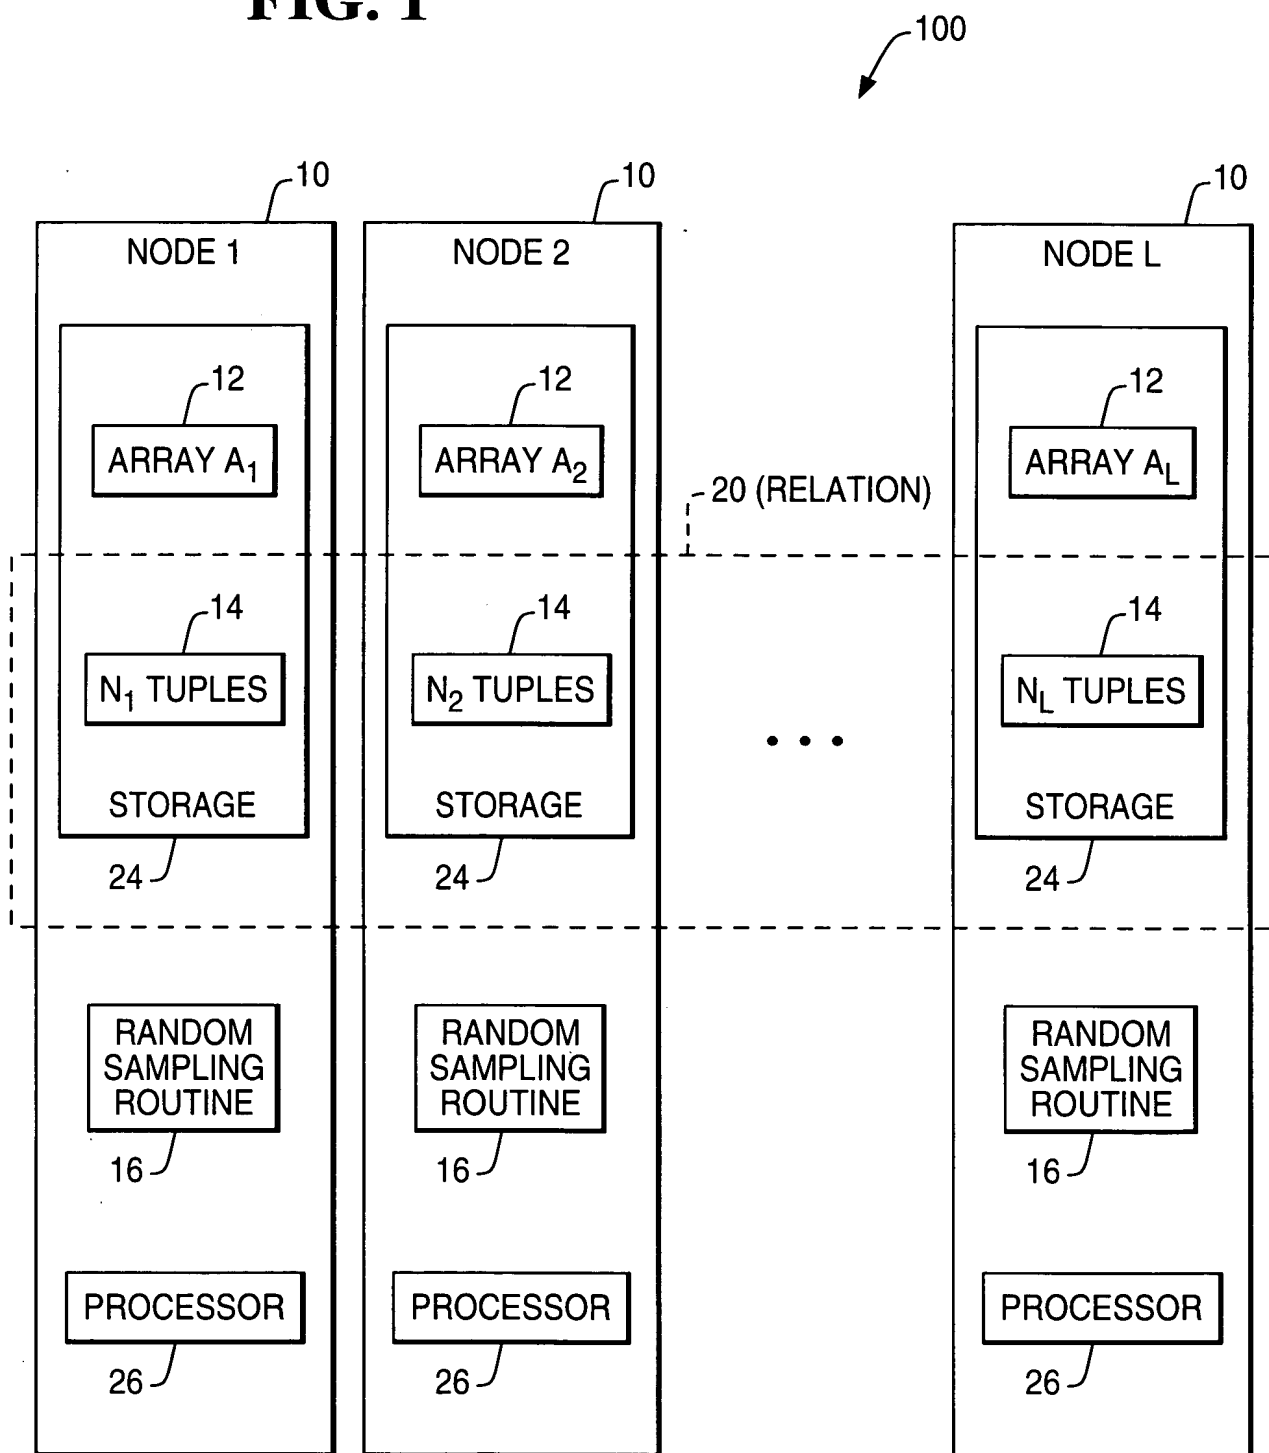 FIG. 1
100
10 10 10
NODE 1 NODE 2 NODE L
12 12 12
ARRAY A₁ ARRAY A₂ ARRAY A_L
20 (RELATION)
14 14 14
N₁ TUPLES N₂ TUPLES N_L TUPLES
• • •
STORAGE STORAGE STORAGE
24 24 24
RANDOM RANDOM RANDOM
SAMPLING SAMPLING SAMPLING
ROUTINE ROUTINE ROUTINE
16 16 16
PROCESSOR PROCESSOR PROCESSOR
26 26 26